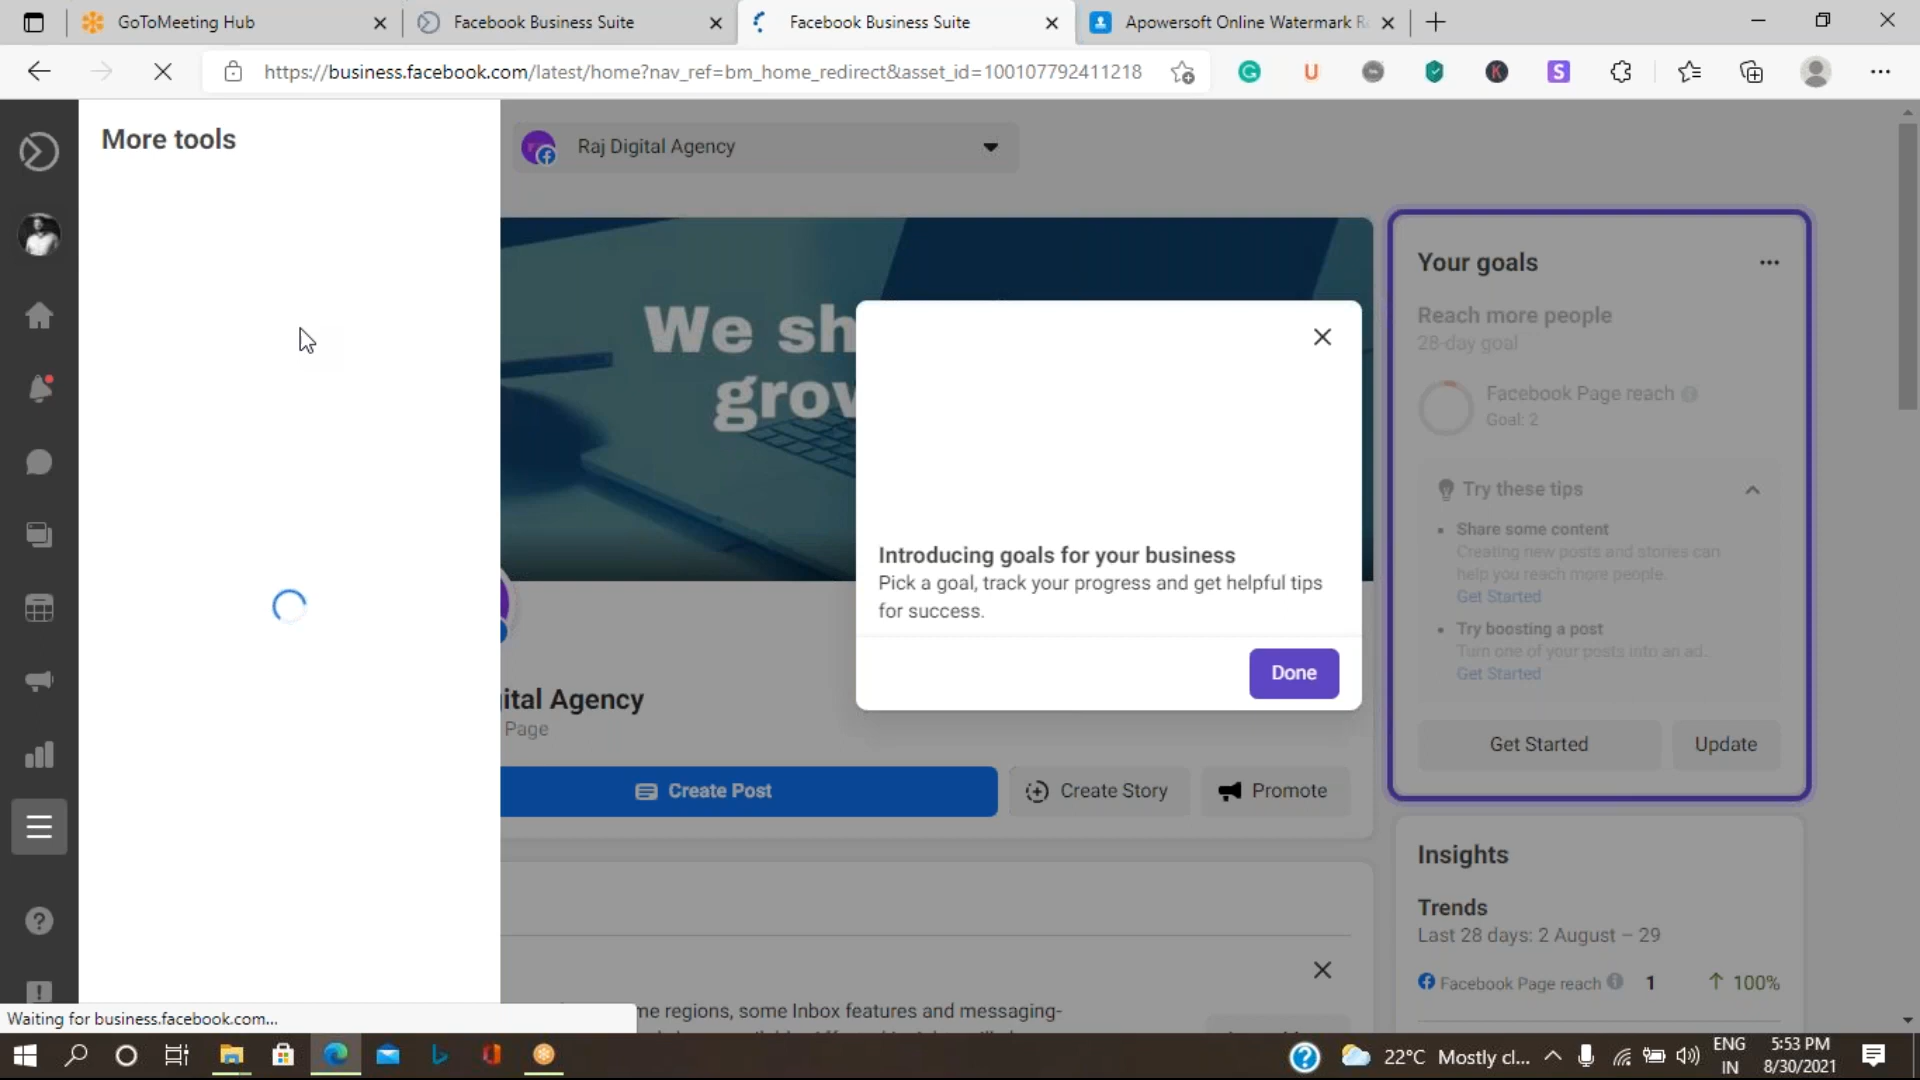 GoToMeeting Hub
Facebook Business Suite
Facebook Business Suite
Apowersoft Online Watermark R
https://business.facebook.com/latest/home?nav_ref=bm_home_redirect&asset_id=100107792411218
More tools
Raj Digital Agency
We sh
grow
Introducing goals for your business
Pick a goal, track your progress and get helpful tips
for success.
Done
Your goals
Reach more people
28-day goal
Facebook Page reach
Goal: 2
Try these tips
• Share some content
Creating new posts and stories can
help you reach more people.
Get Started
• Try boosting a post
Turn one of your posts into an ad.
Get Started
Get Started
Update
ital Agency
Page
Create Post
Create Story
Promote
Insights
Trends
Last 28 days: 2 August – 29
Facebook Page reach 1 ↑ 100%
me regions, some Inbox features and messaging-
Waiting for business.facebook.com...
22°C Mostly cl...
ENG
IN
5:53 PM
8/30/2021